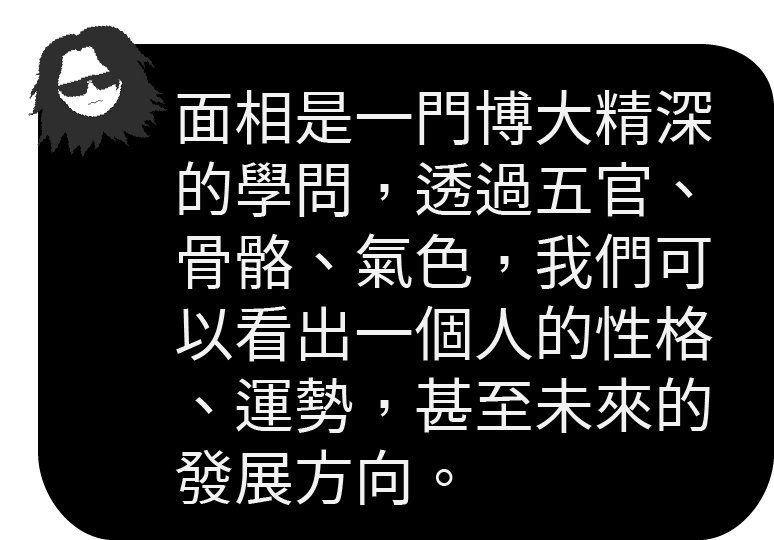 面相是一門博大精深
的學問，透過五官、
骨骼、氣色，我們可
以看出一個人的性格
、運勢，甚至未來的
發展方向。